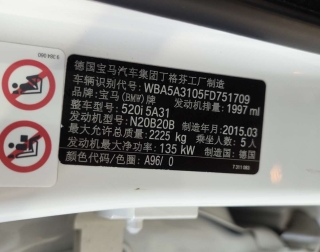 德国宝马汽车集团丁格芬工厂制造
车辆识别代号: WBA5A3105FD751709
品牌: 宝马(BMW)牌 发动机排量: 1997 ml
整车型号: 520i 5A31
发动机型号: N20B20B 制造年月: 2015.03
最大允许总质量: 2225 kg 乘坐人数: 5人
发动机最大净功率: 135 kW 制造国: 德国
颜色代码/色圈: A96/ 0